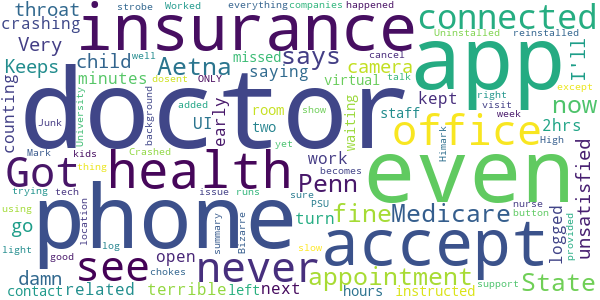 throat
insurance
connected
strobe
Worked
everything
companies
happened
crashing
cancel
Uninstalled
reinstalled
Very
child
Aetna
says
missed
app
I'll
well
dosent
ONLY
talk
right
except
Keeps
minutes
saying
camera
virtual
visit
week
counting
doctor
kept
now
University
background
added
early
room
show
staff
2hrs
Junk
UI
two
yet
waiting
office
Himark
High
Got
health
Mark
kids
thing
work
becomes
even
unsatisfied
trying
tech
issue
runs
sure
Penn
nurse
button
using
location
PSU
turn
fine
Medicare
logged
provided
go
phone
summary
Bizarre
light
log
see
open
never
slow
accept
good
chokes
appointment
State
damn
contact
related
terrible
left
next
hours
instructed
support